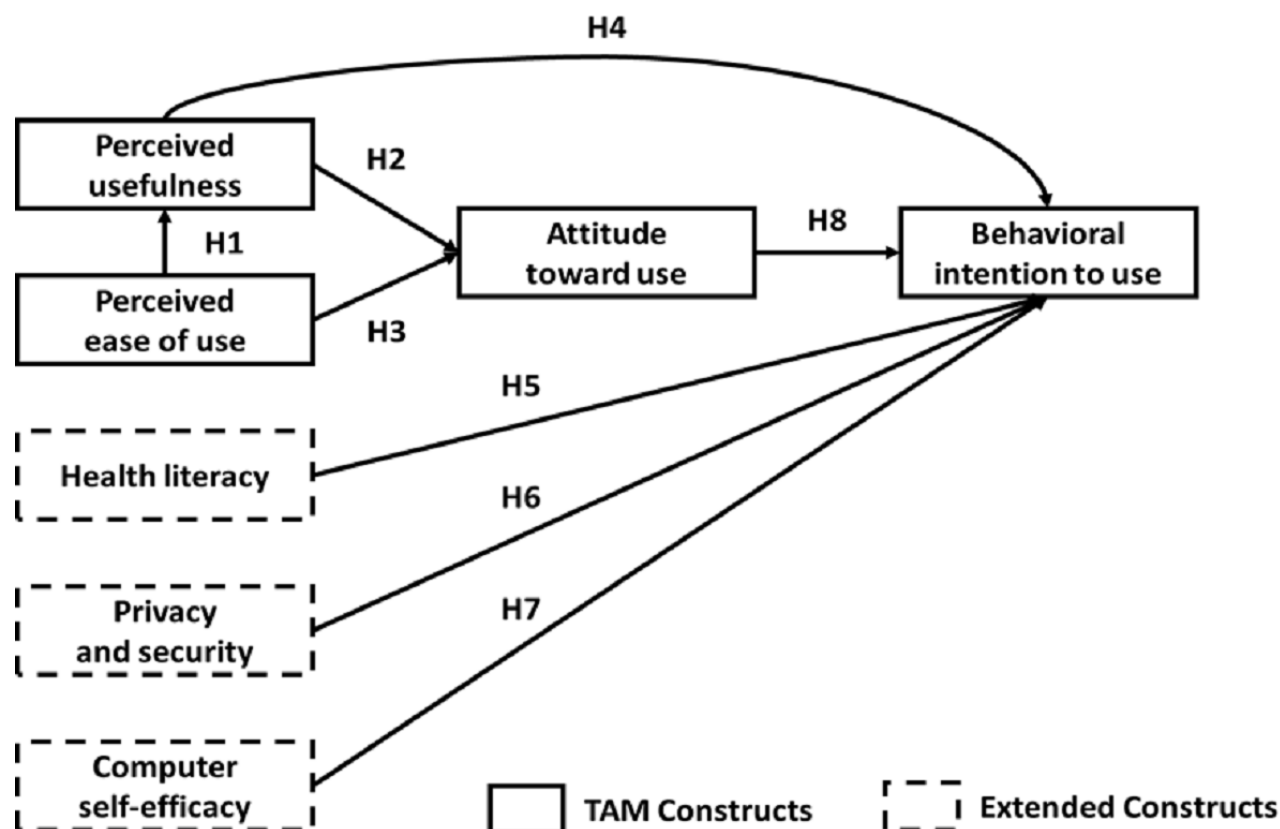 H4
Perceived
usefulness
H2
H1
Attitude
toward use
H8
Behavioral
intention to use
Perceived
ease of use
H3
H5
Health literacy
H6
Privacy
and security
H7
Computer
self-efficacy
TAM Constructs
Extended Constructs